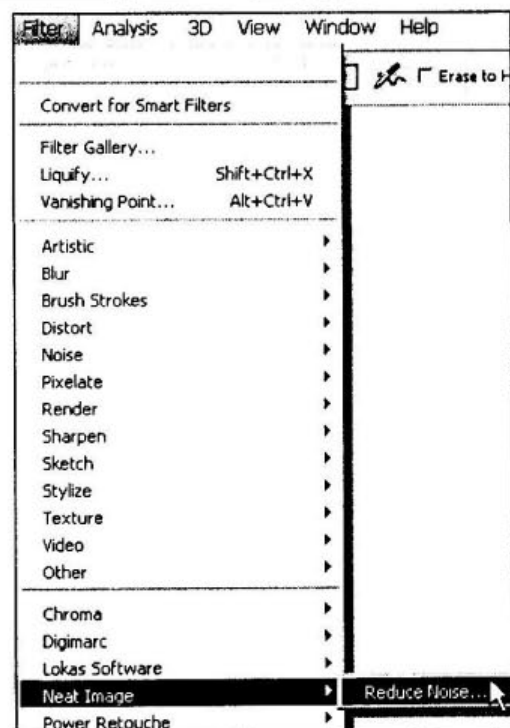 Filter Analysis 3D View Window Help
Erase to H
Convert for Smart Filters
Filter Gallery...
Liquify... Shift+Ctrl+X
Vanishing Point... Alt+Ctrl+V
Artistic
Blur
Brush Strokes
Distort
Noise
Pixelate
Render
Sharpen
Sketch
Stylize
Texture
Video
Other
Chroma
Digimarc
Lokas Software
Neat Image Reduce Noise...
Power Retouche